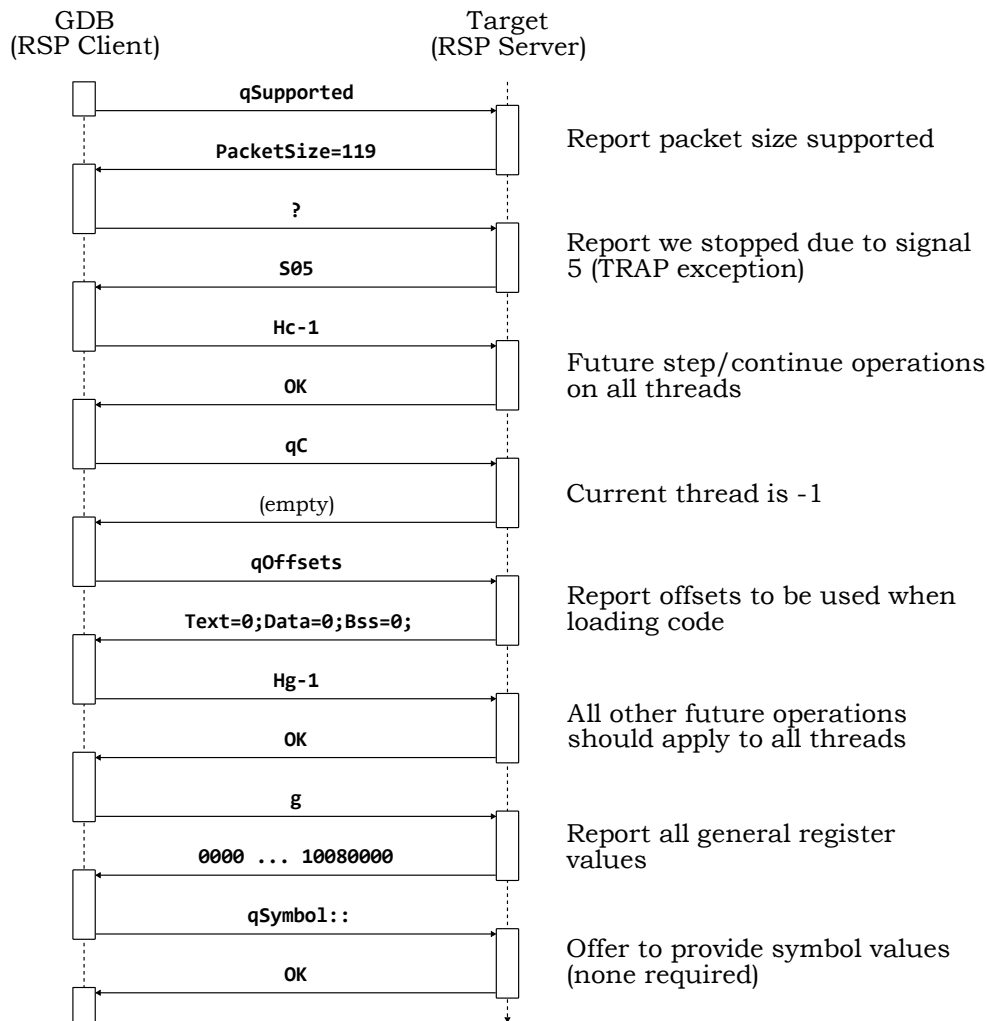 GDB
(RSP Client)
Target
(RSP Server)
qSupported
Report packet size supported
PacketSize=119
?
Report we stopped due to signal
5 (TRAP exception)
S05
Hc-1
Future step/continue operations
on all threads
OK
qC
Current thread is -1
(empty)
qOffsets
Report offsets to be used when
loading code
Text=0;Data=0;Bss=0;
Hg-1
All other future operations
should apply to all threads
OK
g
Report all general register
values
0000 ... 10080000
qSymbol::
Offer to provide symbol values
(none required)
OK